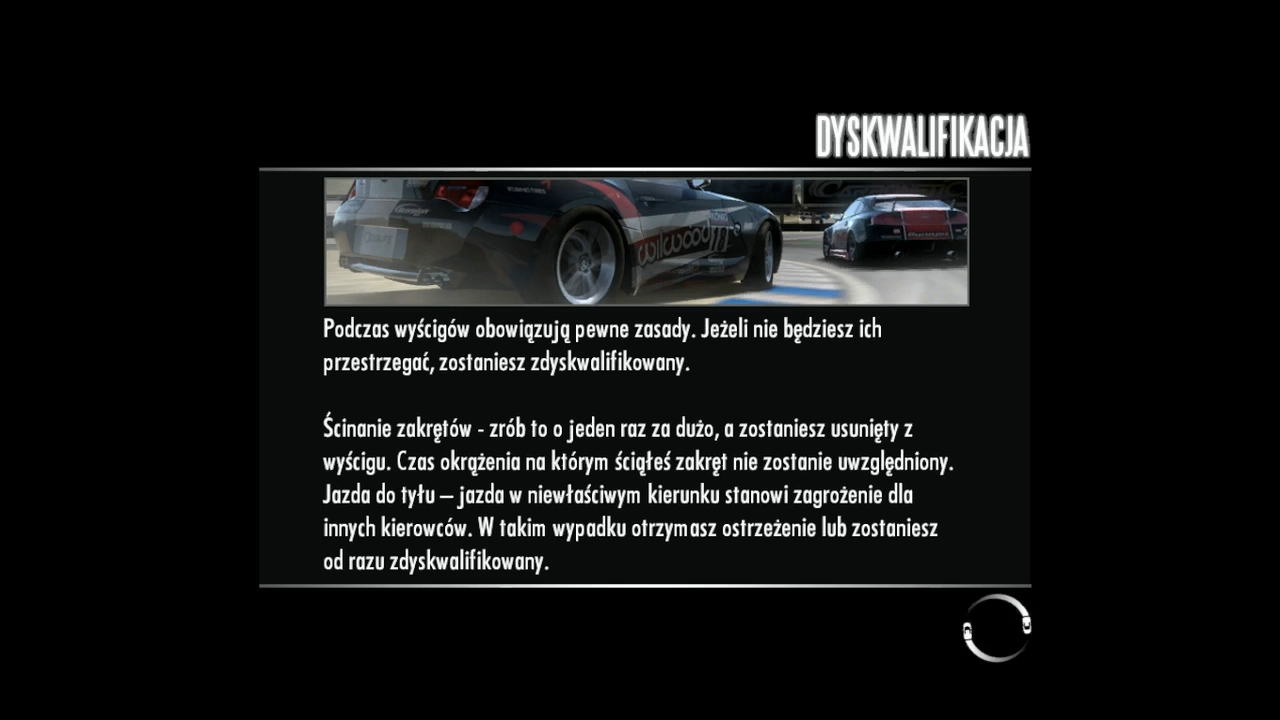 DYSKWALIFIKACJA
wilwood
Podczas wyścigów obowiązują pewne zasady. Jeżeli nie będziesz ich
przestrzegać, zostaniesz zdyskwalifikowany.
Ścinanie zakrętów - zrób to o jeden raz za dużo, a zostaniesz usunięty z
wyścigu. Czas okrążenia na którym ściąłeś zakręt nie zostanie uwzględniony.
Jazda do tyłu – jazda w niewłaściwym kierunku stanowi zagrożenie dla
innych kierowców. W takim wypadku otrzymasz ostrzeżenie lub zostaniesz
od razu zdyskwalifikowany.